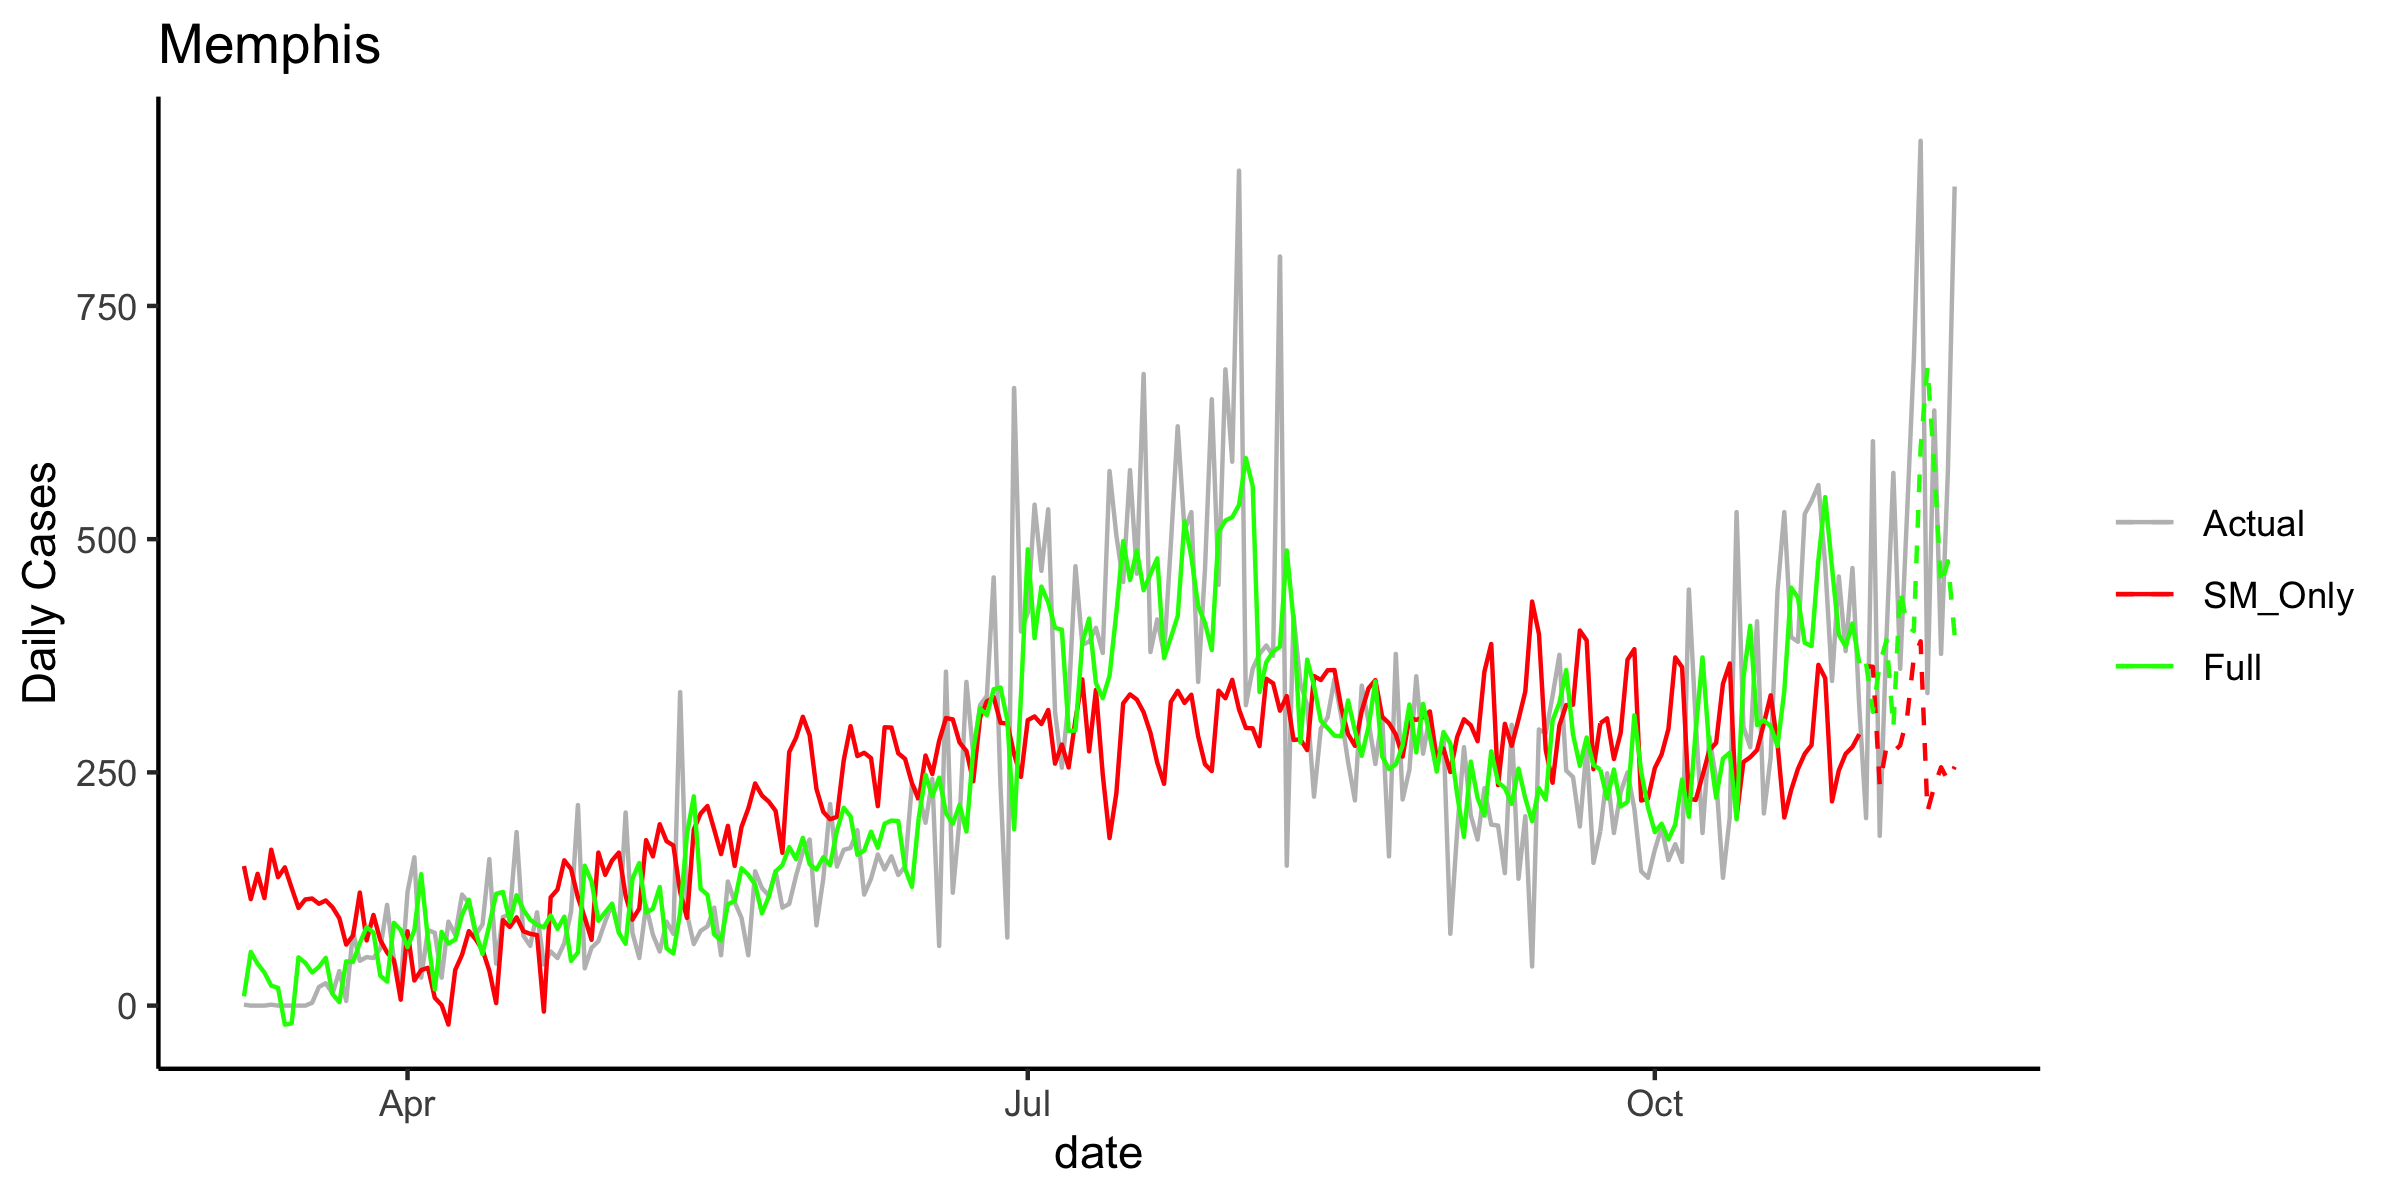 Memphis
Daily Cases
750
500
250
0
Apr
Jul
Oct
date
Actual
SM_Only
Full